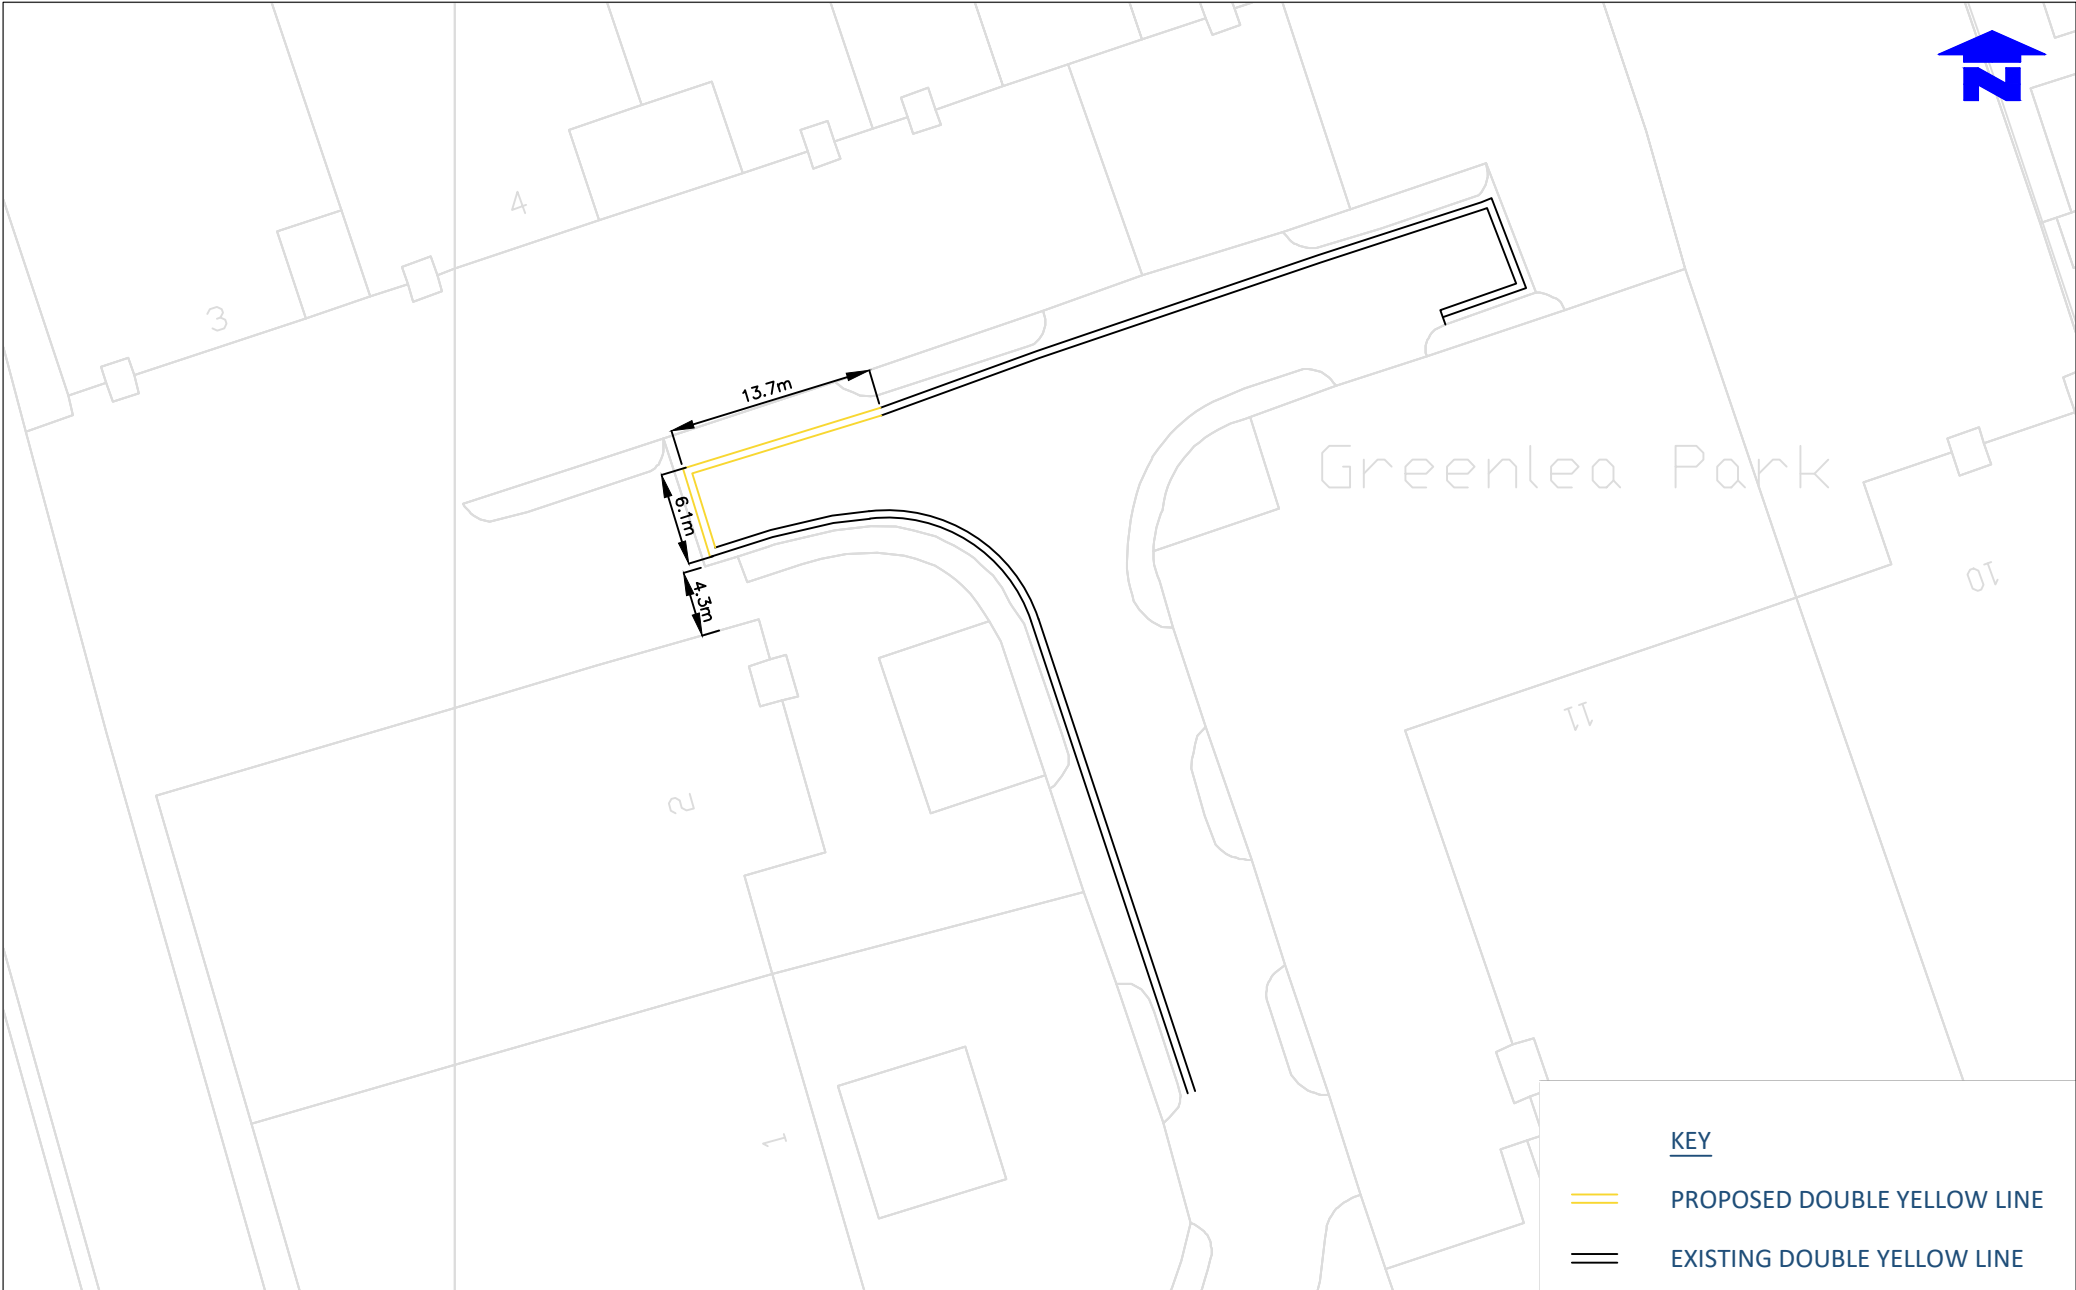 N
4
3
13.7m
6.1m
4.3m
Greenlea Park
10
11
2
1
KEY
PROPOSED DOUBLE YELLOW LINE
EXISTING DOUBLE YELLOW LINE